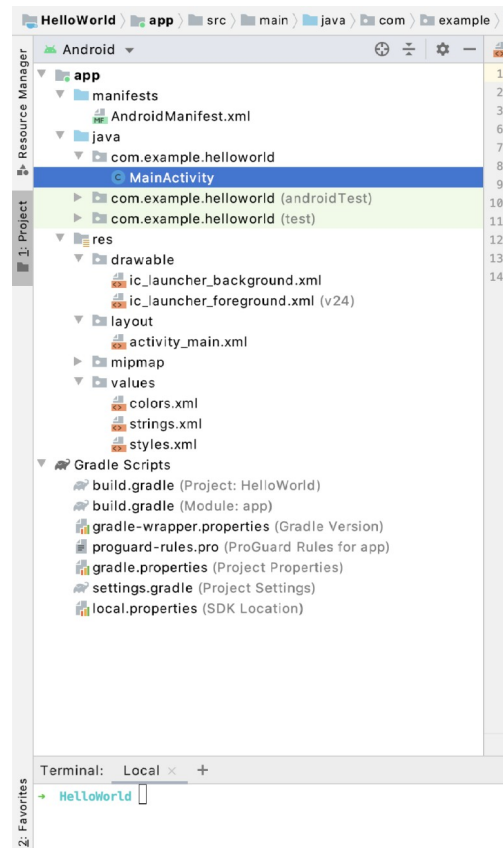 HelloWorld 〉 app 〉 src 〉 main 〉 java 〉 com 〉 example 〉
Android
Resource Manager
1: Project
2: Favorites
app
manifests
AndroidManifest.xml
java
com.example.helloworld
MainActivity
com.example.helloworld (androidTest)
com.example.helloworld (test)
res
drawable
ic_launcher_background.xml
ic_launcher_foreground.xml (v24)
layout
activity_main.xml
mipmap
values
colors.xml
strings.xml
styles.xml
Gradle Scripts
build.gradle (Project: HelloWorld)
build.gradle (Module: app)
gradle-wrapper.properties (Gradle Version)
proguard-rules.pro (ProGuard Rules for app)
gradle.properties (Project Properties)
settings.gradle (Project Settings)
local.properties (SDK Location)
1
2
3
6
7
8
9
10
11
12
13
14
Terminal: Local × +
→ HelloWorld